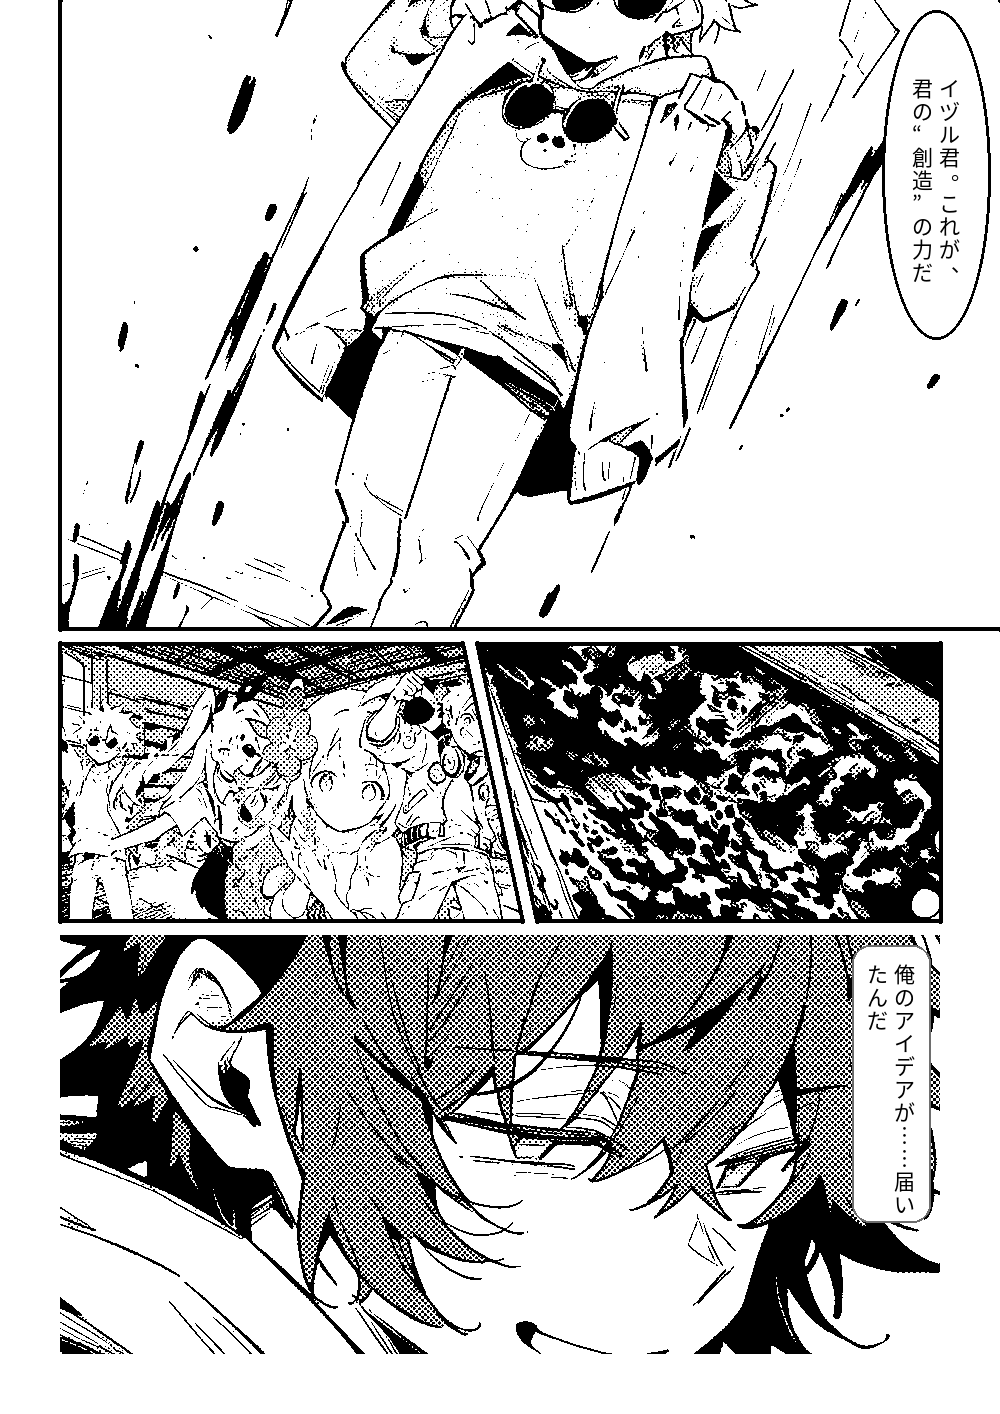 イヅル君。これが、
君の“創造”の力だ
俺のアイデアが……届い
たんだ